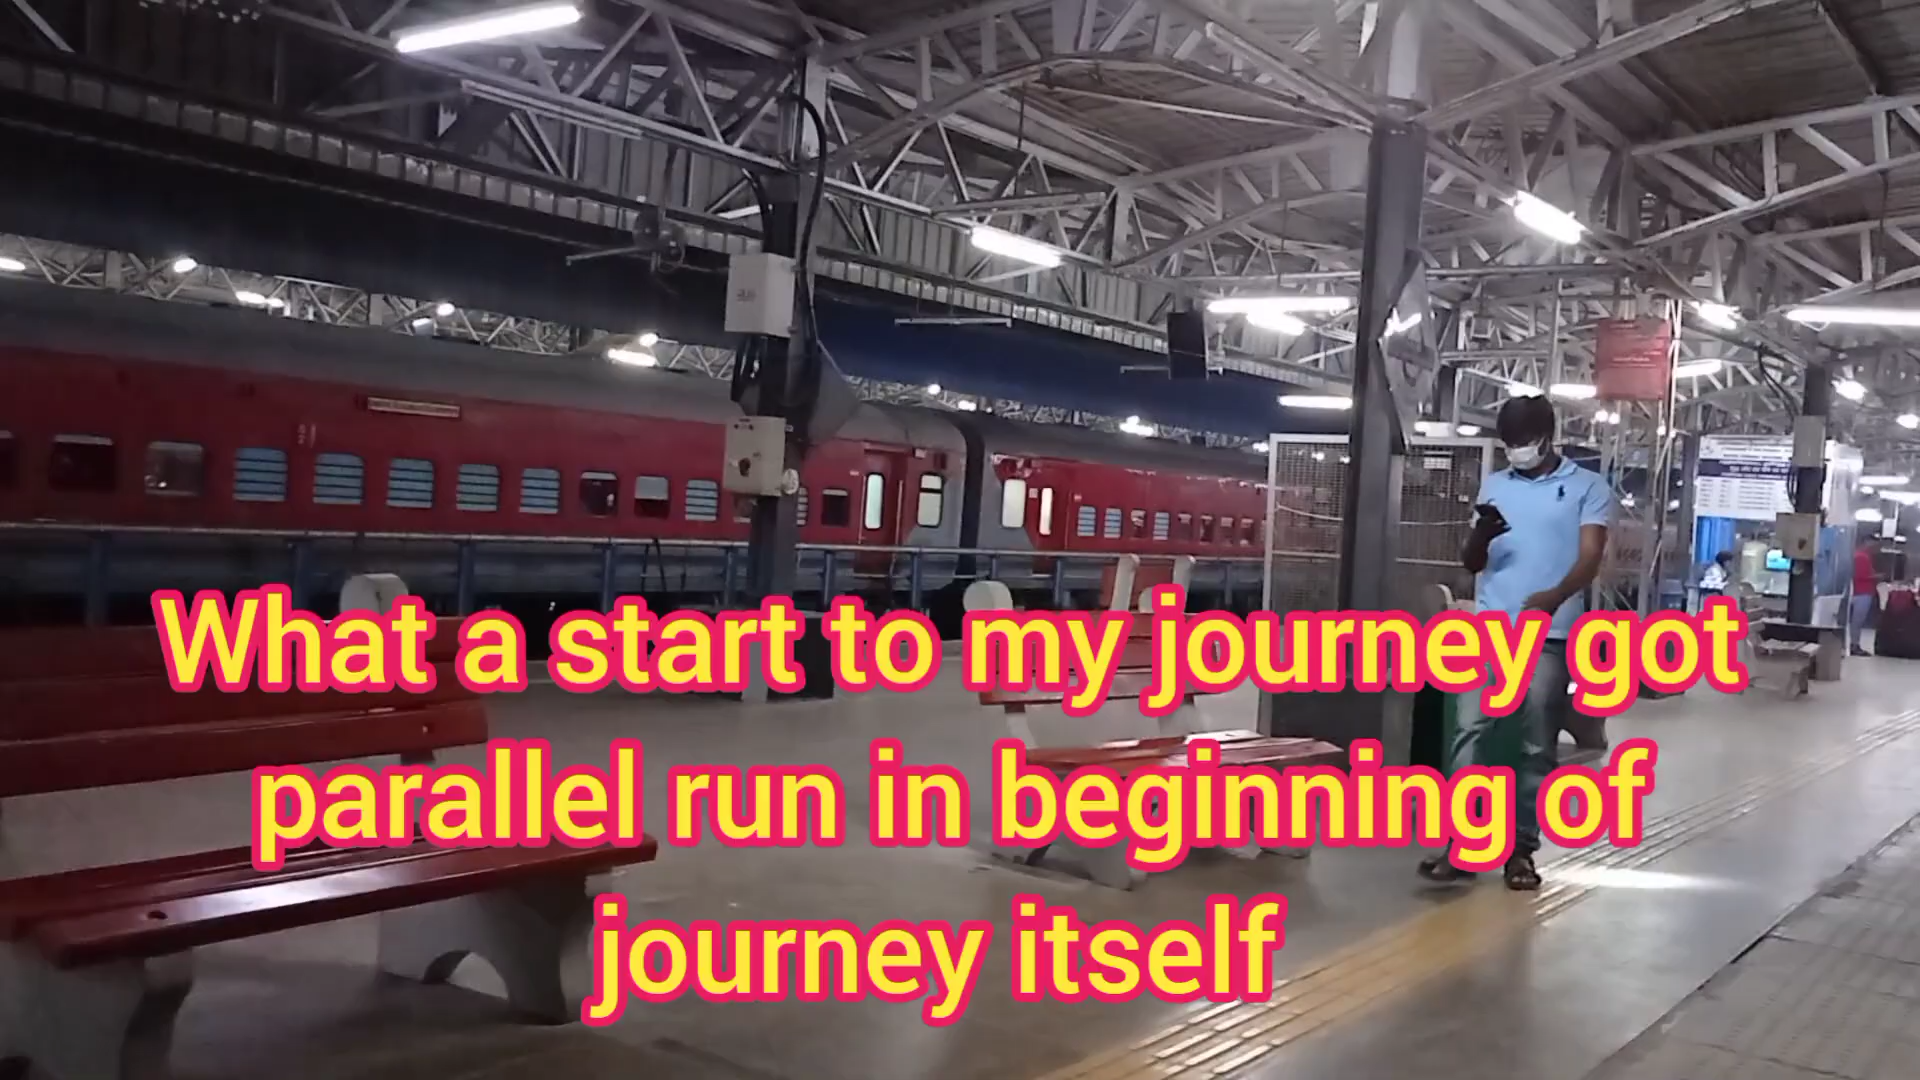 What a start to my journey got
parallel run in beginning of
journey itself